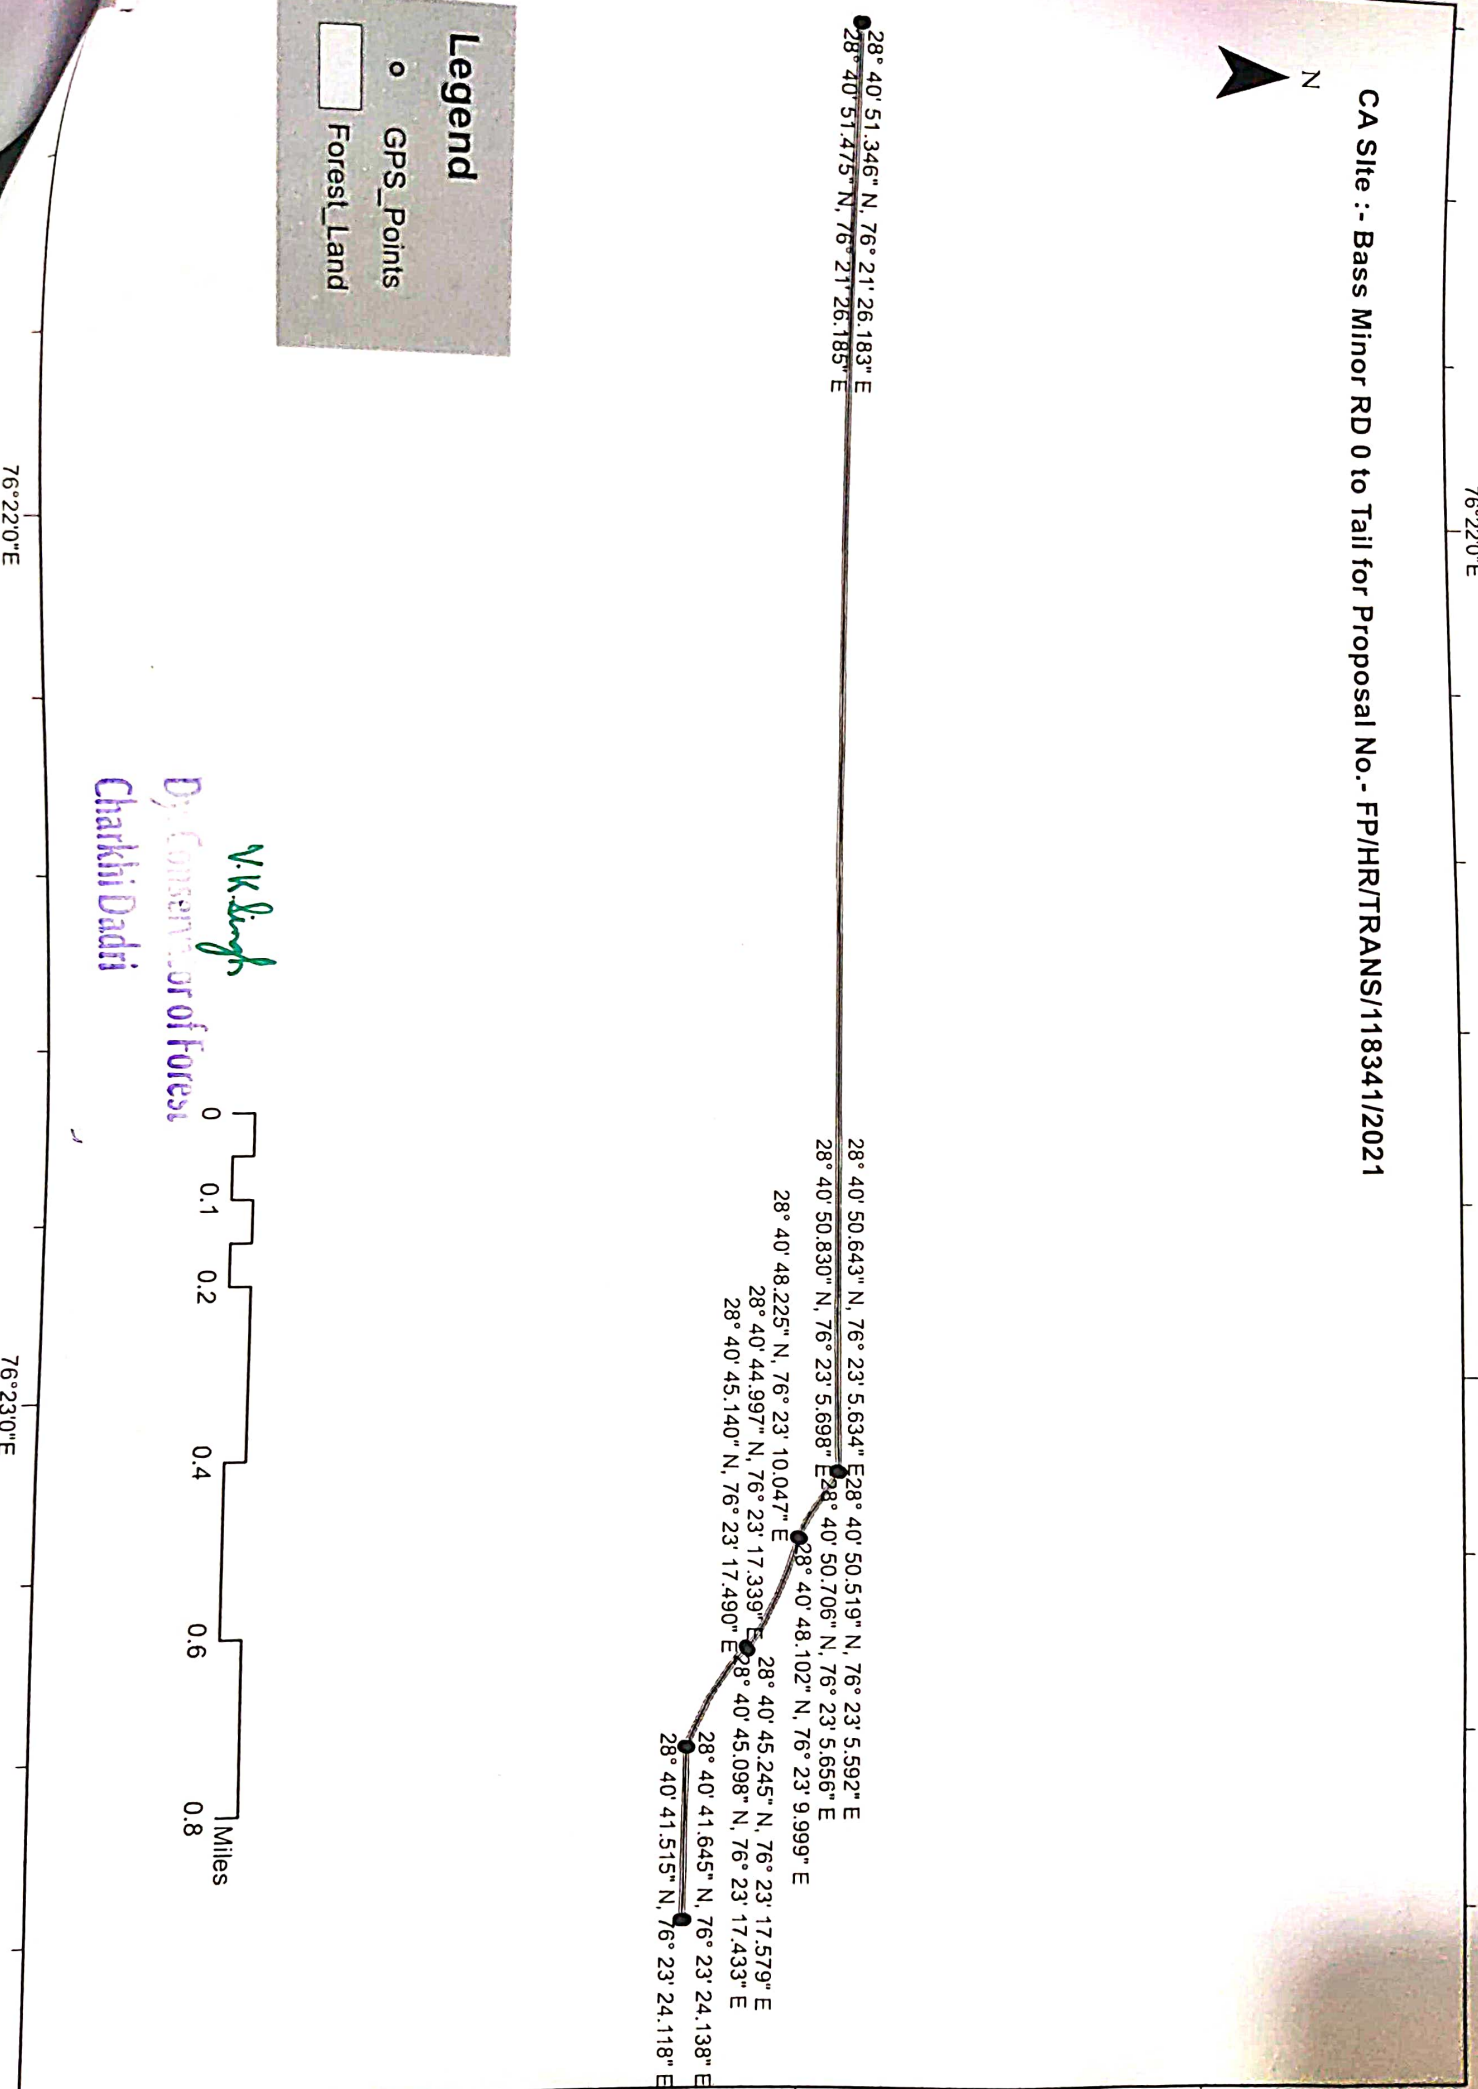 CA SIte :- Bass Minor RD 0 to Tail for Proposal No.- FP/HR/TRANS/118341/2021
76°22'0"E
N
28° 40' 51.346" N, 76° 21' 26.183" E
28° 40' 51.475" N, 76° 21' 26.185" E
28° 40' 50.643" N, 76° 23' 5.634" E
28° 40' 50.830" N, 76° 23' 5.698" E
28° 40' 50.519" N, 76° 23' 5.592" E
28° 40' 50.706" N, 76° 23' 5.656" E
28° 40' 48.225" N, 76° 23' 10.047" E
28° 40' 48.102" N, 76° 23' 9.999" E
28° 40' 44.997" N, 76° 23' 17.339" E
28° 40' 45.140" N, 76° 23' 17.490" E
28° 40' 45.245" N, 76° 23' 17.579" E
28° 40' 45.098" N, 76° 23' 17.433" E
28° 40' 41.645" N, 76° 23' 24.138" E
28° 40' 41.515" N, 76° 23' 24.118" E
Legend
GPS_Points
Forest_Land
V.K.Singh
Dy. Conservator of Forest
Charkhi Dadri
0 0.1 0.2 0.4 0.6 0.8
Miles
76°22'0"E
76°23'0"E